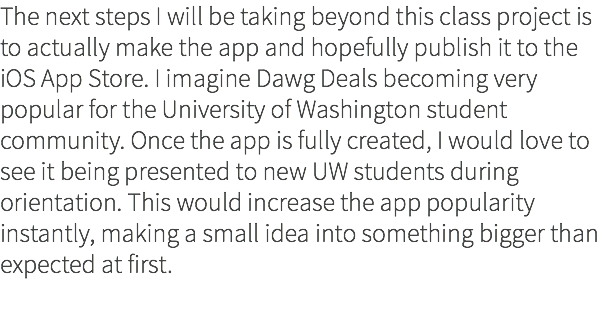 The next steps I will be taking beyond this class project is
to actually make the app and hopefully publish it to the
iOS App Store. I imagine Dawg Deals becoming very
popular for the University of Washington student
community. Once the app is fully created, I would love to
see it being presented to new UW students during
orientation. This would increase the app popularity
instantly, making a small idea into something bigger than
expected at first.